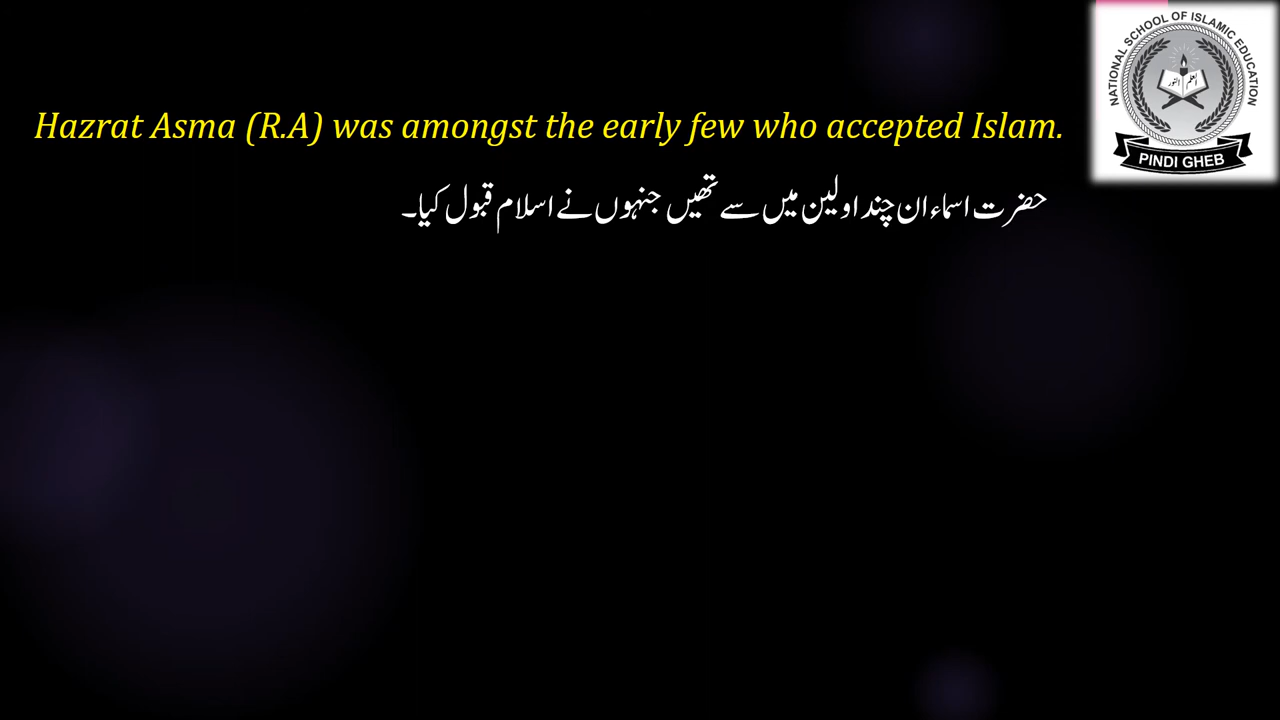 Hazrat Asma (R.A) was amongst the early few who accepted Islam.
حضرت اسماء ان چند اولین میں سے تھیں جنہوں نے اسلام قبول کیا۔
NATIONAL SCHOOL OF ISLAMIC EDUCATION
PINDI GHEB